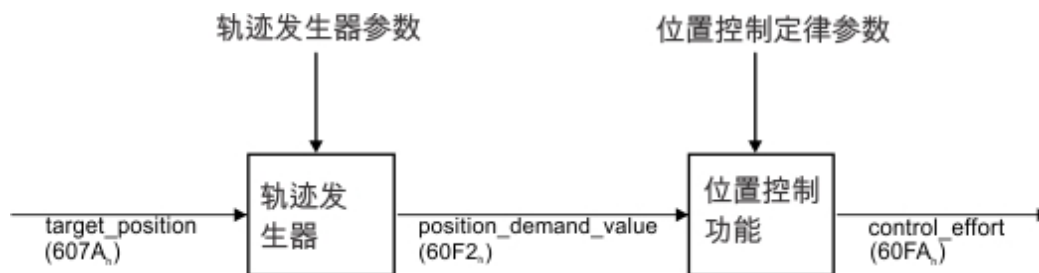 轨迹发生器参数
位置控制定律参数
轨迹发
生器
位置控制
功能
target_position
(607Aₕ)
position_demand_value
(60F2ₕ)
control_effort
(60FAₕ)